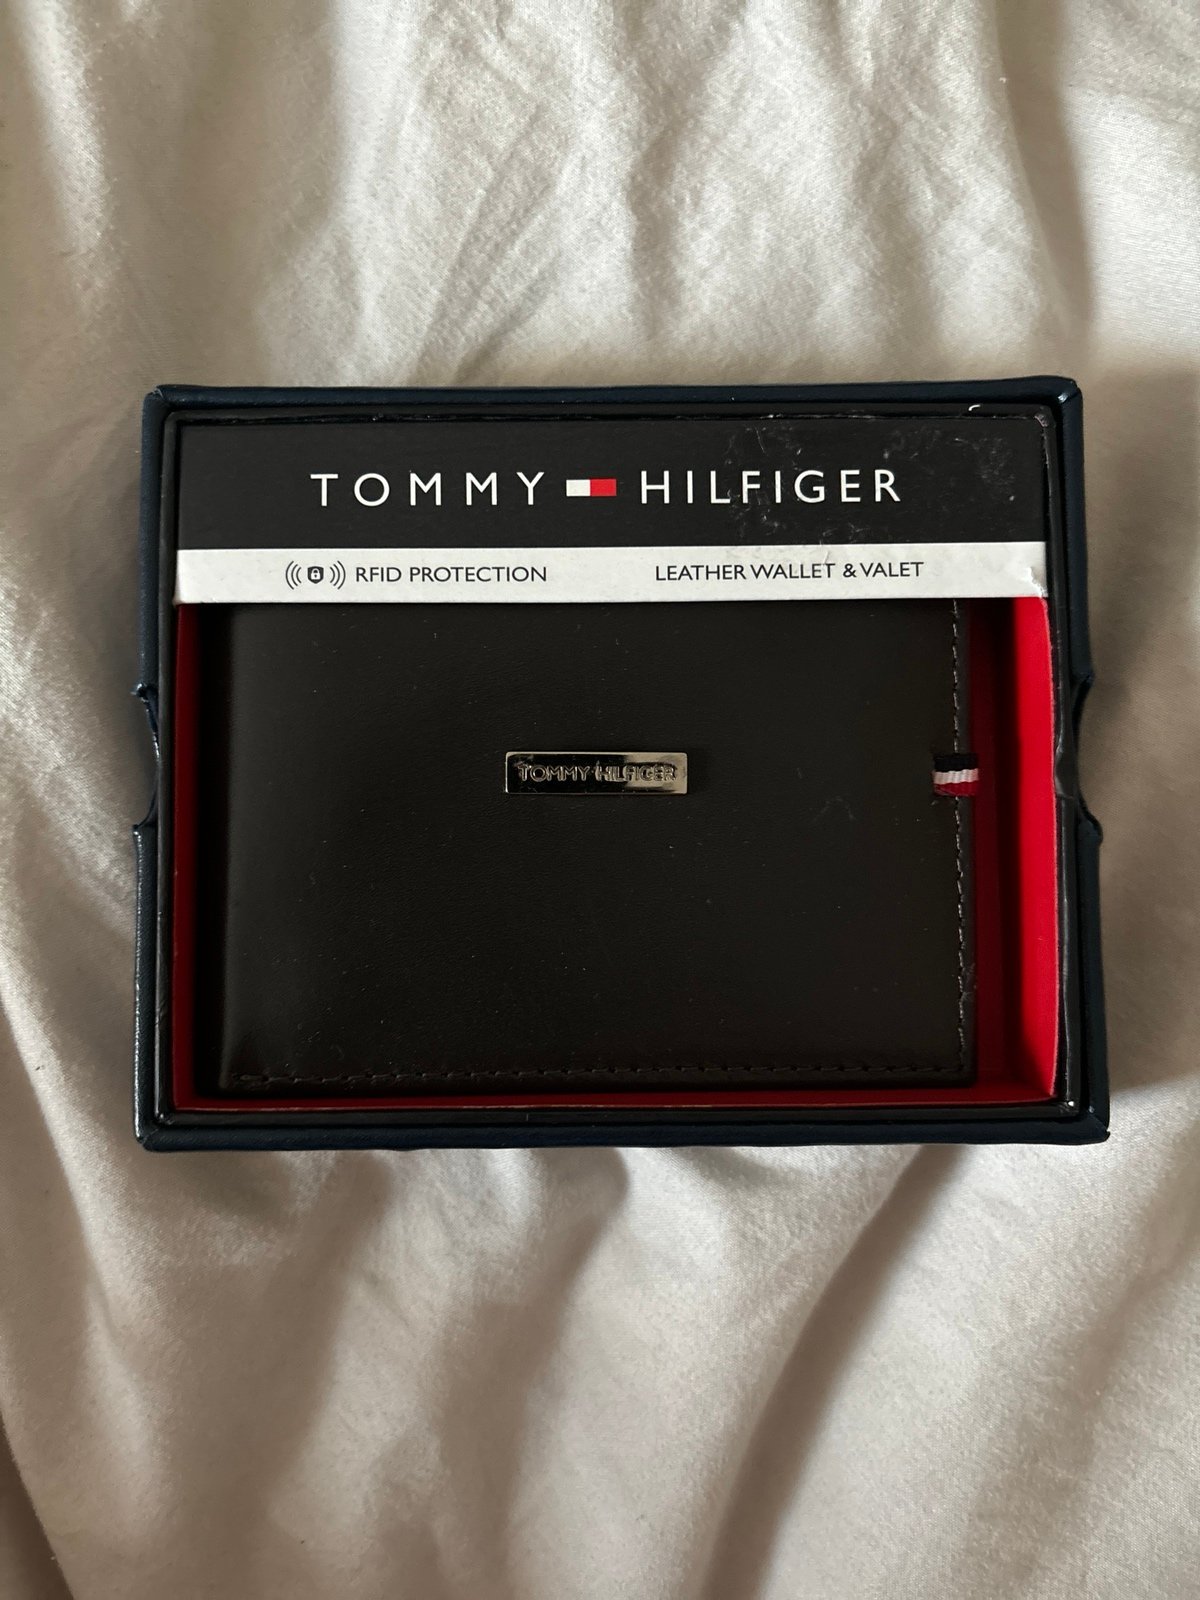 TOMMY HILFIGER
RFID PROTECTION LEATHER WALLET & VALET
TOMMY HILFIGER